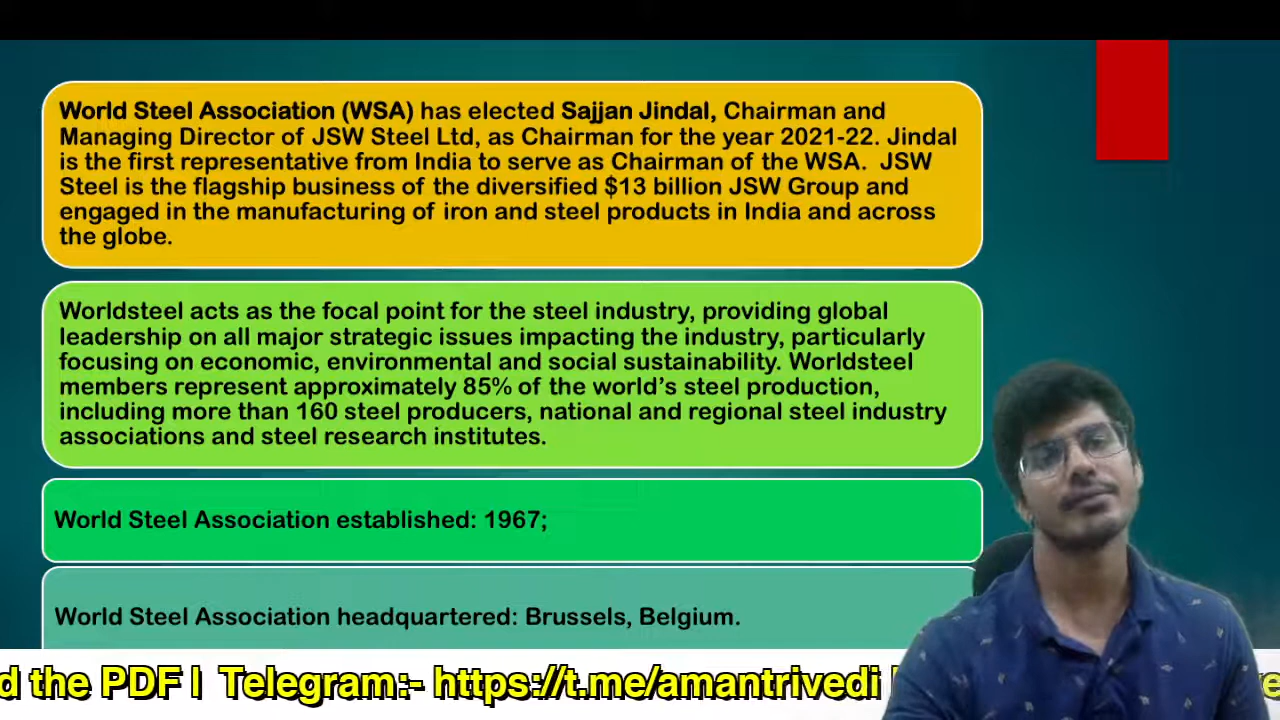 World Steel Association (WSA) has elected Sajjan Jindal, Chairman and
Managing Director of JSW Steel Ltd, as Chairman for the year 2021-22. Jindal
is the first representative from India to serve as Chairman of the WSA. JSW
Steel is the flagship business of the diversified $13 billion JSW Group and
engaged in the manufacturing of iron and steel products in India and across
the globe.
Worldsteel acts as the focal point for the steel industry, providing global
leadership on all major strategic issues impacting the industry, particularly
focusing on economic, environmental and social sustainability. Worldsteel
members represent approximately 85% of the world's steel production,
including more than 160 steel producers, national and regional steel industry
associations and steel research institutes.
World Steel Association established: 1967;
World Steel Association headquartered: Brussels, Belgium.
d the PDF l Telegram:- https://t.me/amantrivedi